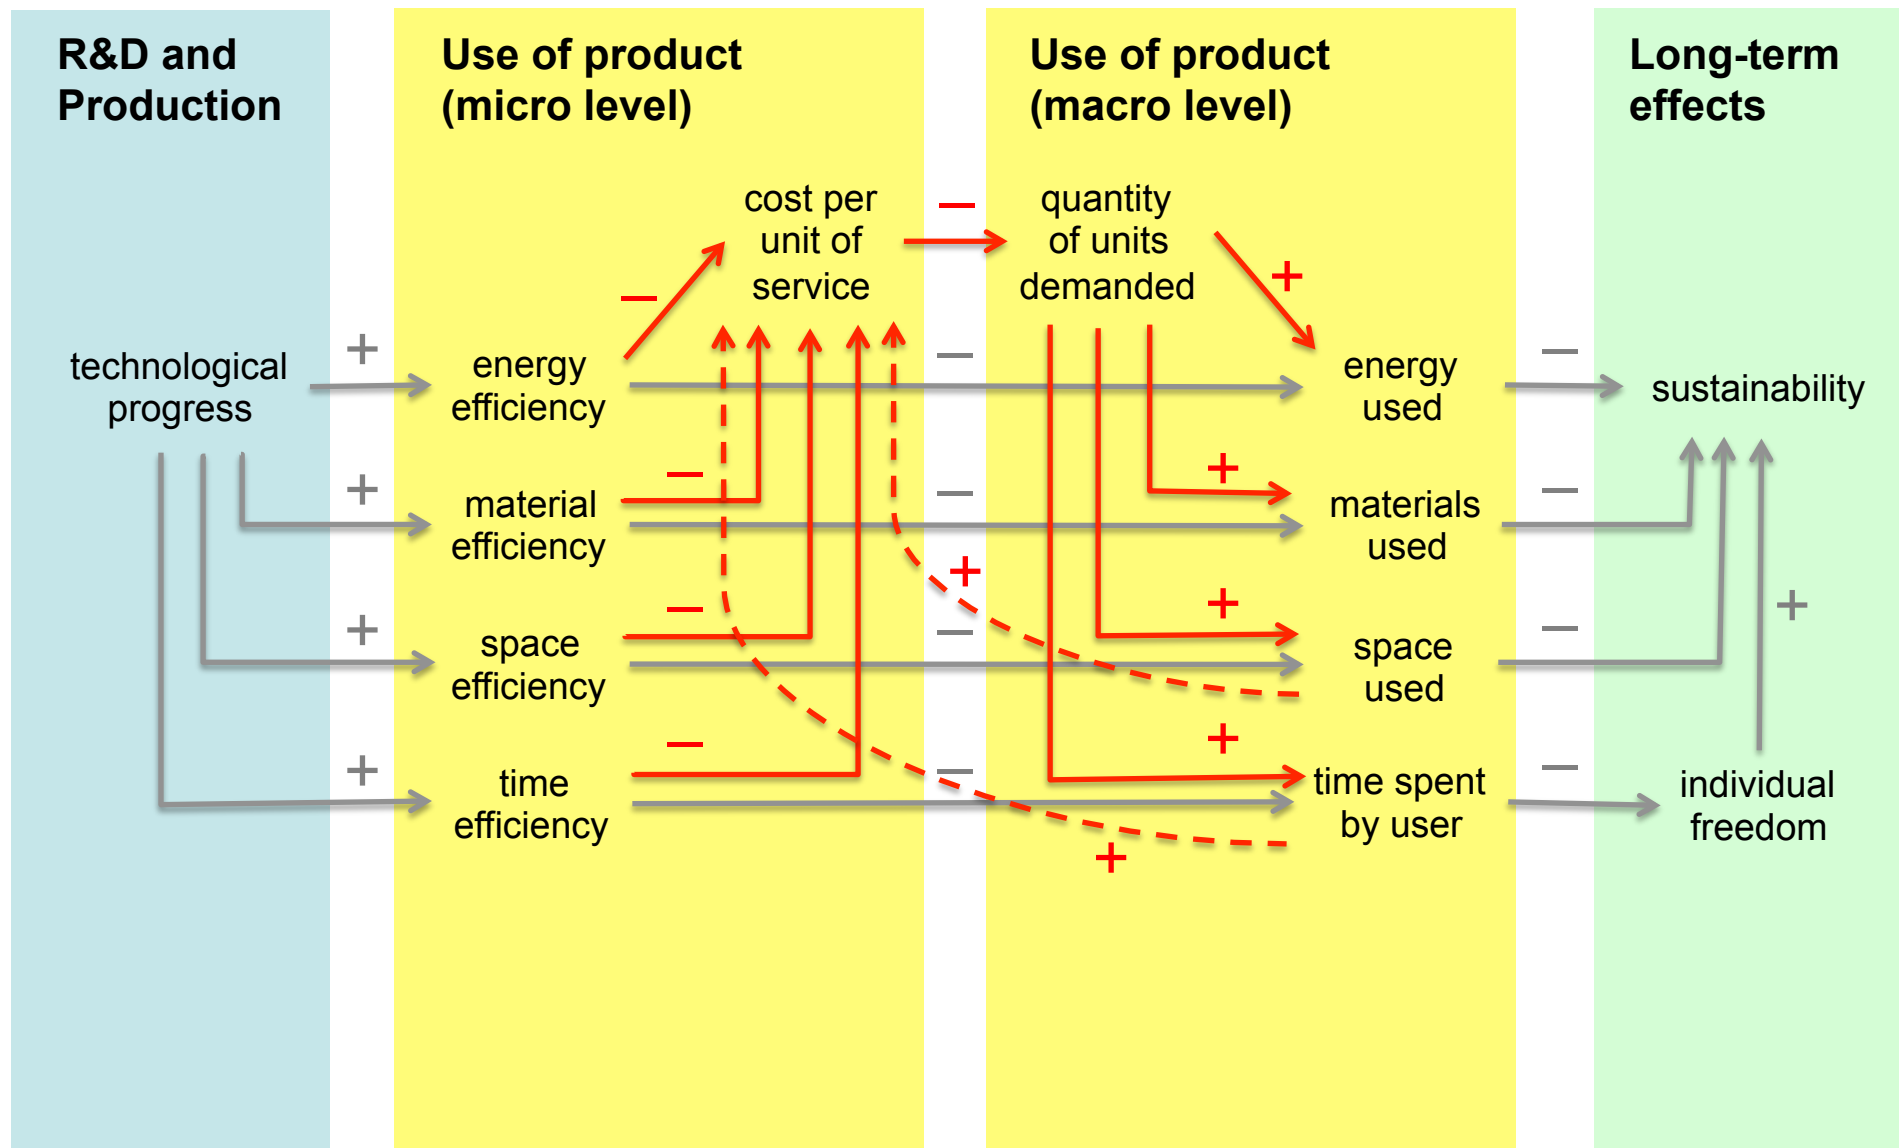 R&D and
Production
Use of product
(micro level)
Use of product
(macro level)
Long-term
effects
cost per
unit of
service
−
quantity
of units
demanded
−
+
technological
progress
+
energy
efficiency
−
energy
used
−
sustainability
+
material
efficiency
−
−
+
materials
used
−
+
space
efficiency
−
−
+
+
space
used
−
+
+
time
efficiency
−
−
+
time spent
by user
−
individual
freedom
+